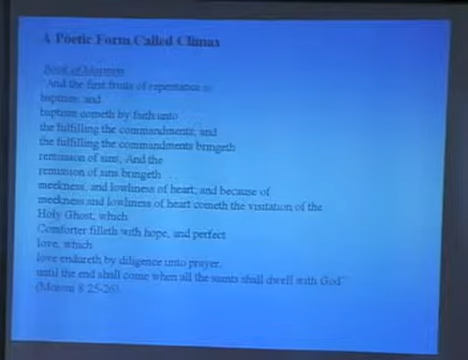 A Poetic Form Called Climax
Book of Mormon
"And the first fruits of repentance is
baptism; and
baptism cometh by faith unto
the fulfilling the commandments; and
the fulfilling the commandments bringeth
remission of sins; And the
remission of sins bringeth
meekness, and lowliness of heart; and because of
meekness and lowliness of heart cometh the visitation of the
Holy Ghost, which
Comforter filleth with hope, and perfect
love, which
love endureth by diligence unto prayer,
until the end shall come when all the saints shall dwell with God"
(Moroni 8:25-26).